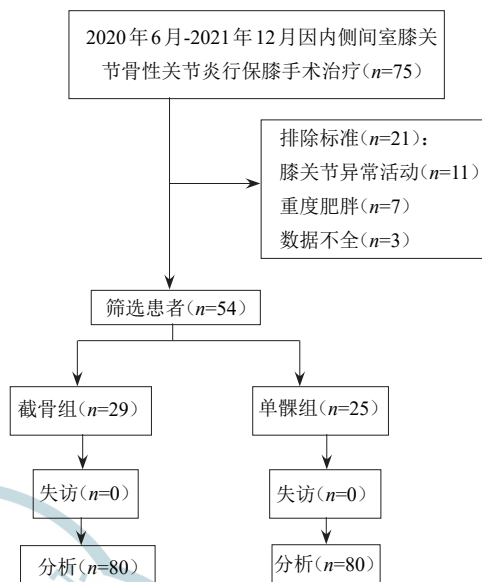 2020年6月-2021年12月因内侧间室膝关
节骨性关节炎行保膝手术治疗(n=75)
排除标准(n=21):
膝关节异常活动(n=11)
重度肥胖(n=7)
数据不全(n=3)
筛选患者(n=54)
截骨组(n=29)
单髁组(n=25)
失访(n=0)
失访(n=0)
分析(n=80)
分析(n=80)